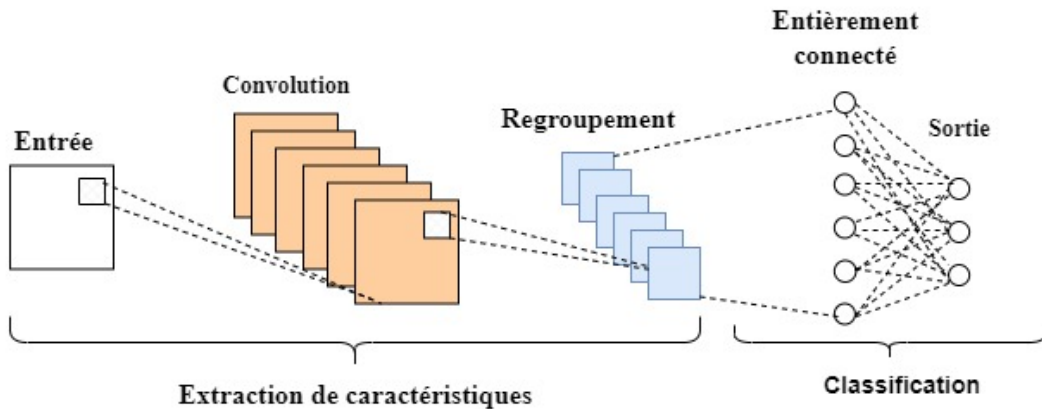 Entièrement
connecté
Convolution
Regroupement
Entrée
Sortie
Extraction de caractéristiques
Classification